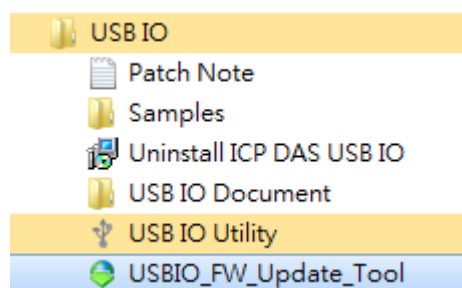 USB IO
Patch Note
Samples
Uninstall ICP DAS USB IO
USB IO Document
USB IO Utility
USBIO_FW_Update_Tool